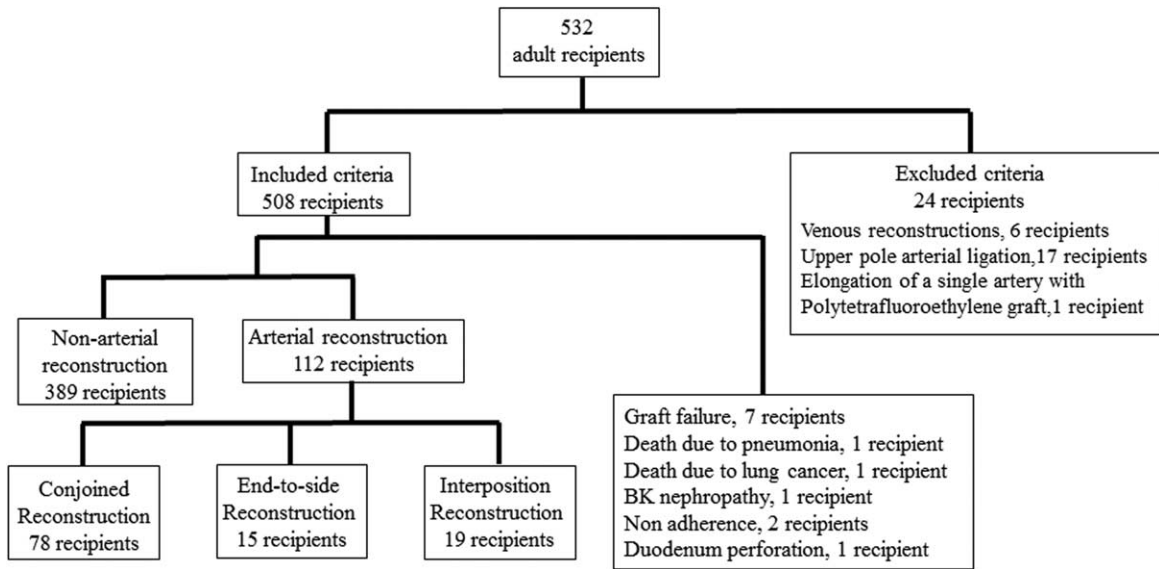 532
adult recipients
Included criteria
508 recipients
Excluded criteria
24 recipients
Venous reconstructions, 6 recipients
Upper pole arterial ligation,17 recipients
Elongation of a single artery with
Polytetrafluoroethylene graft,1 recipient
Non-arterial
reconstruction
389 recipients
Arterial reconstruction
112 recipients
Graft failure, 7 recipients
Death due to pneumonia, 1 recipient
Death due to lung cancer, 1 recipient
BK nephropathy, 1 recipient
Non adherence, 2 recipients
Duodenum perforation, 1 recipient
Conjoined
Reconstruction
78 recipients
End-to-side
Reconstruction
15 recipients
Interposition
Reconstruction
19 recipients